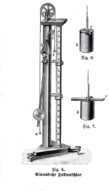 Fig. 6.
Fig. 7.
Fig. 5.
Atwoodsche Fallmaschine